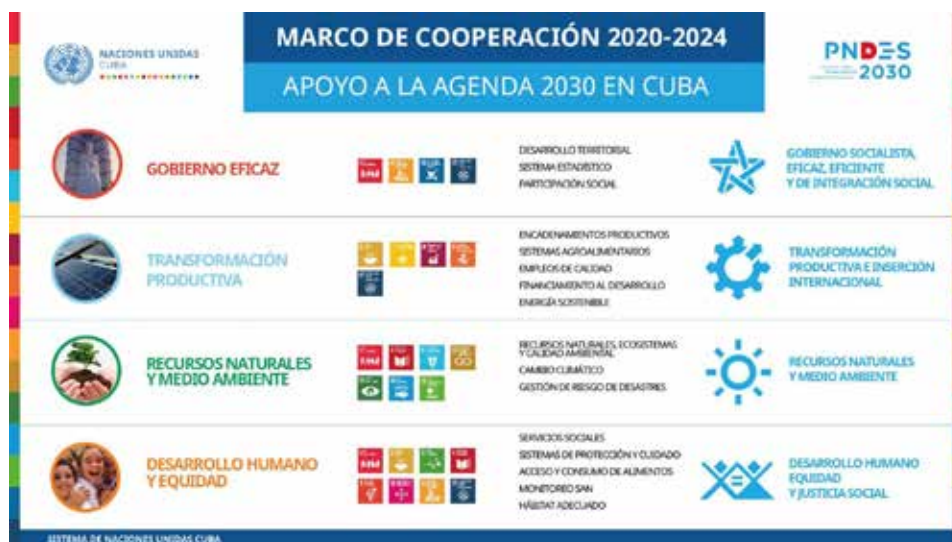 NACIONES UNIDAS
CUBA
MARCO DE COOPERACIÓN 2020-2024
APOYO A LA AGENDA 2030 EN CUBA
PNDES
2030
GOBIERNO EFICAZ
DESARROLLO TERRITORIAL
SISTEMA ESTADÍSTICO
PARTICIPACIÓN SOCIAL
GOBIERNO SOCIALISTA,
EFICAZ, EFICIENTE
Y DE INTEGRACIÓN SOCIAL
TRANSFORMACIÓN
PRODUCTIVA
ENCADENAMIENTOS PRODUCTIVOS
SISTEMAS AGROALIMENTARIOS
EMPLEOS DE CALIDAD
FINANCIAMIENTO AL DESARROLLO
ENERGÍA SOSTENIBLE
TRANSFORMACIÓN
PRODUCTIVA E INSERCIÓN
INTERNACIONAL
RECURSOS NATURALES
Y MEDIO AMBIENTE
RECURSOS NATURALES, ECOSISTEMAS
Y CALIDAD AMBIENTAL
CAMBIO CLIMÁTICO
GESTIÓN DE RIESGO DE DESASTRES
RECURSOS NATURALES
Y MEDIO AMBIENTE
DESARROLLO HUMANO
Y EQUIDAD
SERVICIOS SOCIALES
SISTEMAS DE PROTECCIÓN Y CUIDADO
ACCESO Y CONSUMO DE ALIMENTOS
MONITOREO SAN
HÁBITAT ADECUADO
DESARROLLO HUMANO
EQUIDAD
Y JUSTICIA SOCIAL
SISTEMA DE NACIONES UNIDAS CUBA